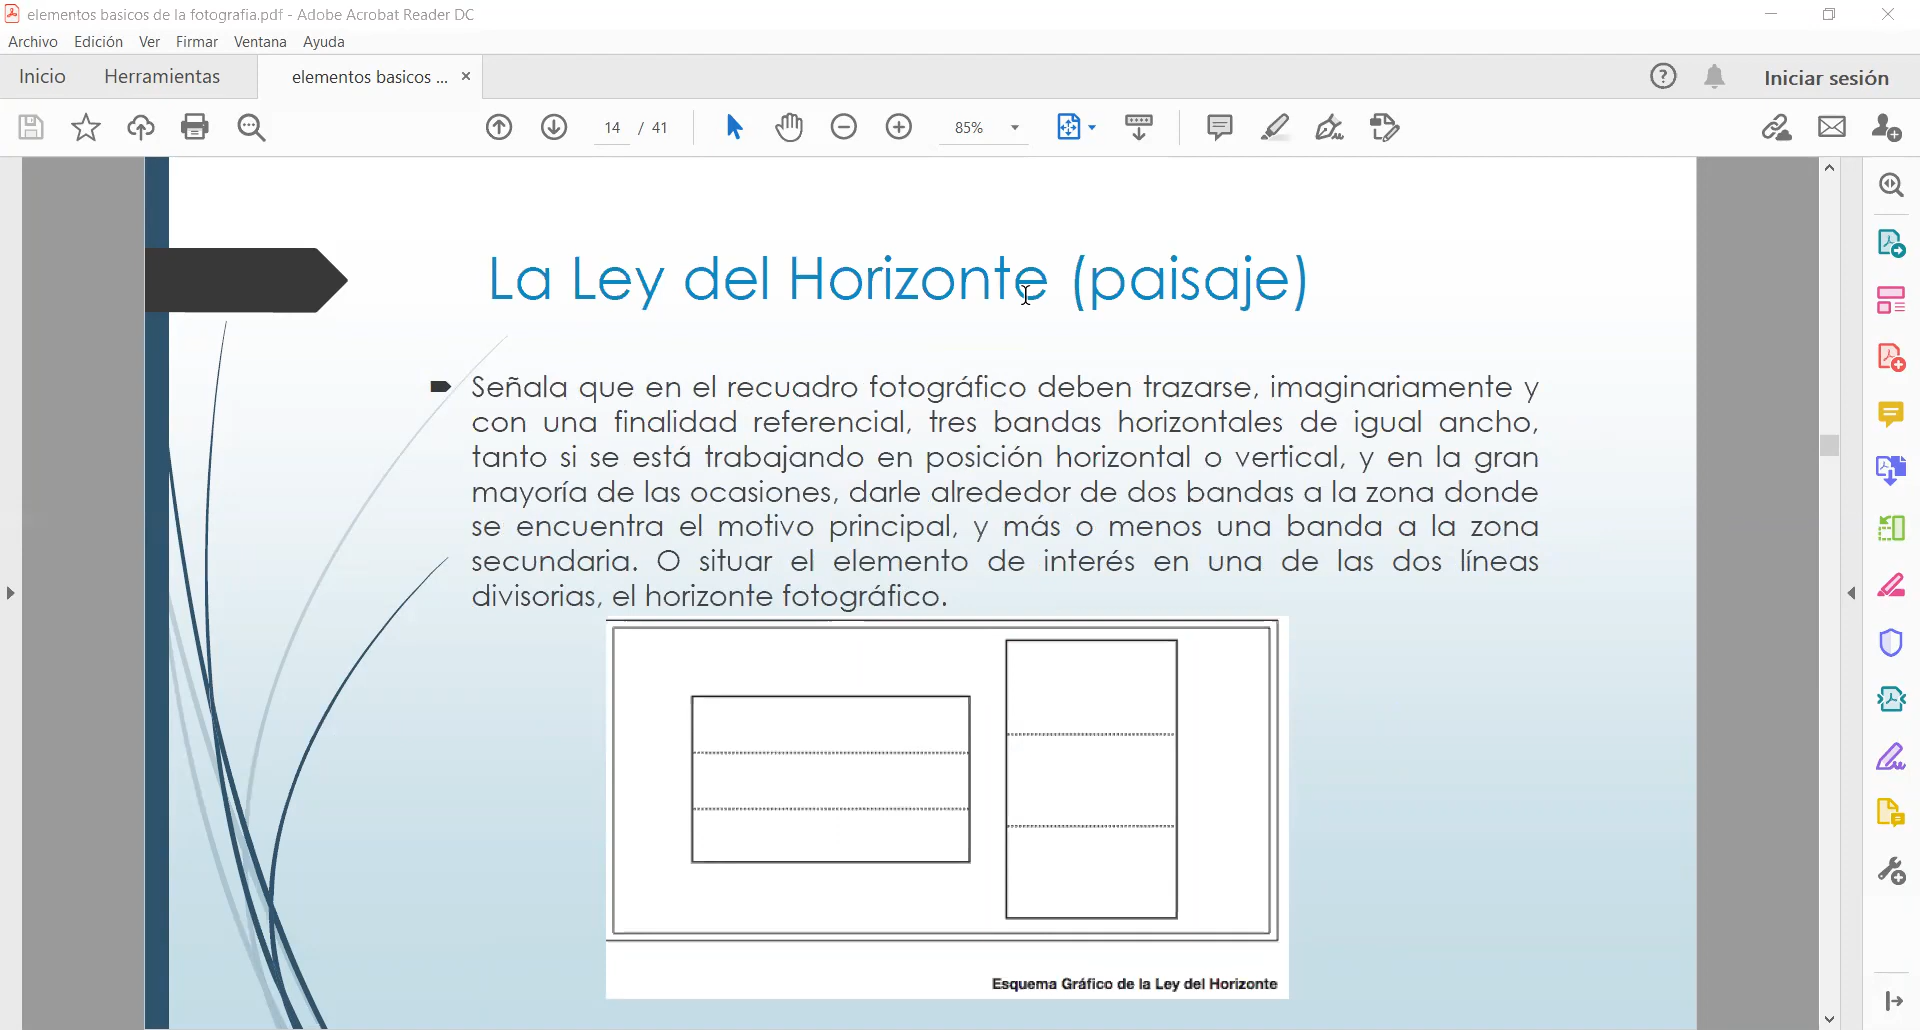 elementos basicos de la fotografia.pdf - Adobe Acrobat Reader DC
Archivo Edición Ver Firmar Ventana Ayuda
Inicio Herramientas elementos basicos ... × Iniciar sesión
14 / 41 85%
La Ley del Horizonte (paisaje)
Señala que en el recuadro fotográfico deben trazarse, imaginariamente y
con una finalidad referencial, tres bandas horizontales de igual ancho,
tanto si se está trabajando en posición horizontal o vertical, y en la gran
mayoría de las ocasiones, darle alrededor de dos bandas a la zona donde
se encuentra el motivo principal, y más o menos una banda a la zona
secundaria. O situar el elemento de interés en una de las dos líneas
divisorias, el horizonte fotográfico.
Esquema Gráfico de la Ley del Horizonte